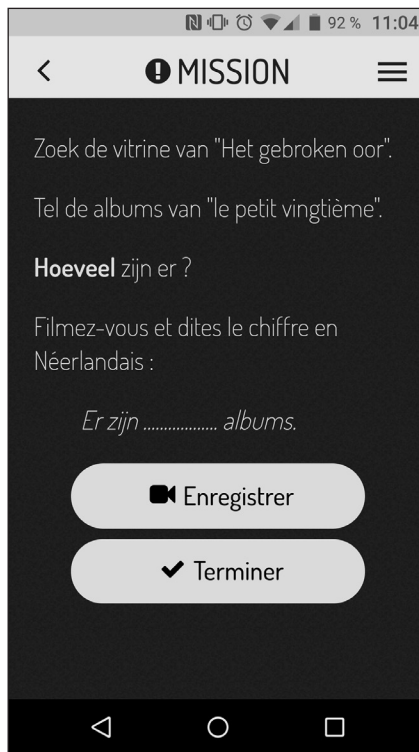 92 % 11:04
MISSION
Zoek de vitrine van "Het gebroken oor".
Tel de albums van "le petit vingtième".
Hoeveel zijn er ?
Filmez-vous et dites le chiffre en
Néerlandais :
Er zijn .................. albums.
Enregistrer
Terminer